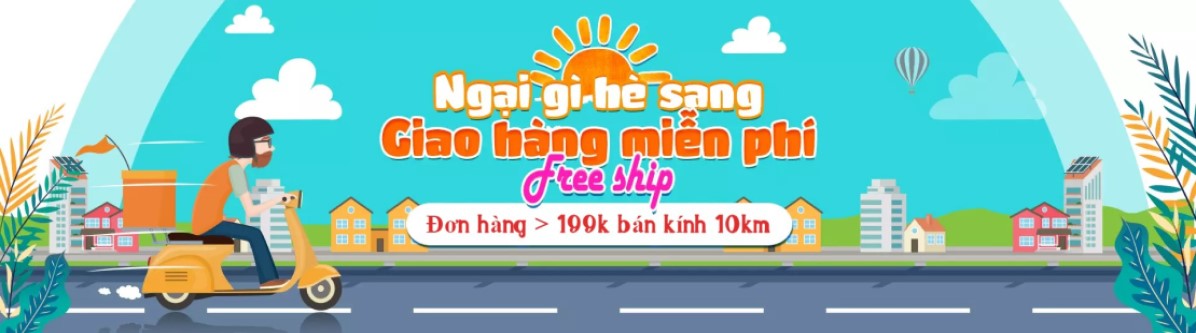 Ngại gì hè sang
Giao hàng miễn phí
Free ship
Đơn hàng > 199k bán kính 10km